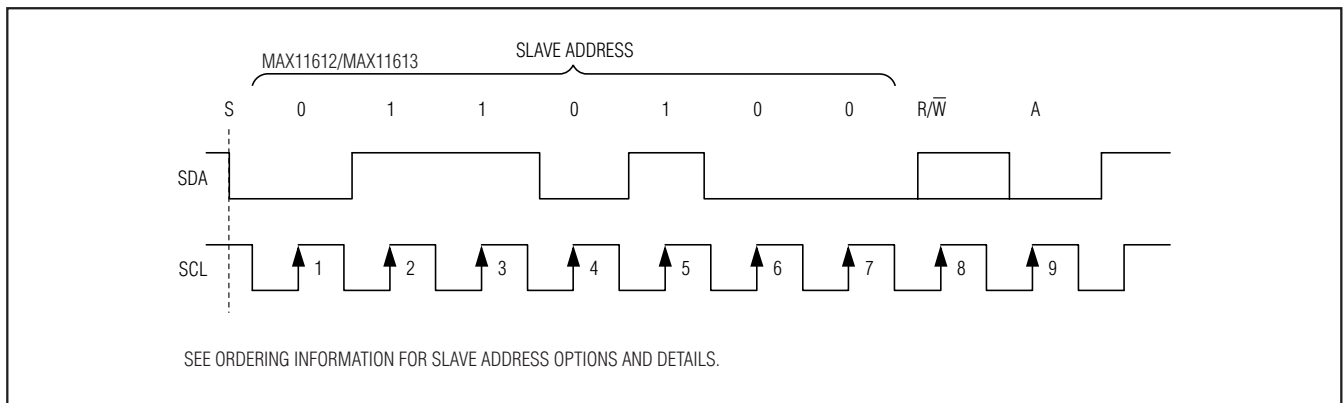 SLAVE ADDRESS
MAX11612/MAX11613
S 0 1 1 0 1 0 0 R/W̅ A
SDA
SCL 1 2 3 4 5 6 7 8 9
SEE ORDERING INFORMATION FOR SLAVE ADDRESS OPTIONS AND DETAILS.